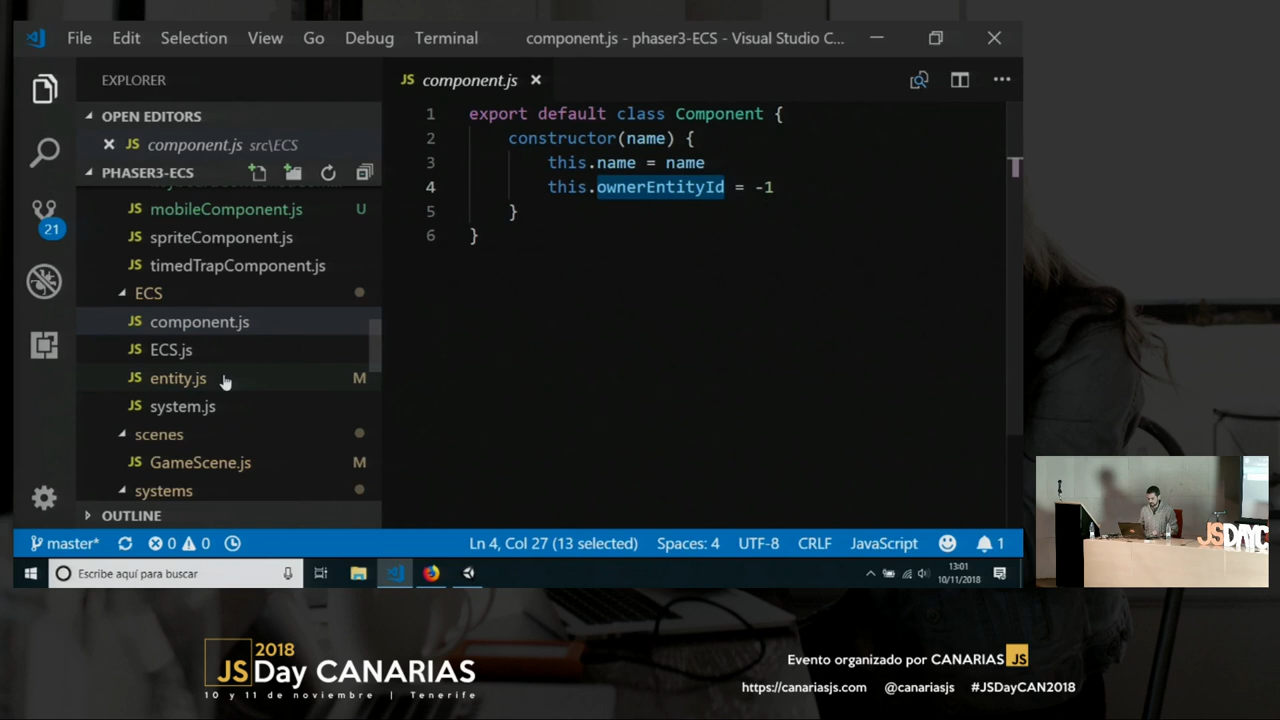 File Edit Selection View Go Debug Terminal component.js - phaser3-ECS - Visual Studio C...
EXPLORER
JS component.js
OPEN EDITORS
JS component.js src\ECS
PHASER3-ECS
JS mobileComponent.js U
JS spriteComponent.js
JS timedTrapComponent.js
ECS
JS component.js
JS ECS.js
JS entity.js M
JS system.js
scenes
JS GameScene.js M
systems
OUTLINE
1 export default class Component {
2 constructor(name) {
3 this.name = name
4 this.ownerEntityId = -1
5 }
6 }
21
master* 0 0 Ln 4, Col 27 (13 selected) Spaces: 4 UTF-8 CRLF JavaScript 1
Escribe aquí para buscar
13:01
10/11/2018
JSDAYC
2018
JSDay CANARIAS
10 y 11 de noviembre | Tenerife
Evento organizado por CANARIAS JS
https://canariasjs.com @canariasjs #JSDayCAN2018